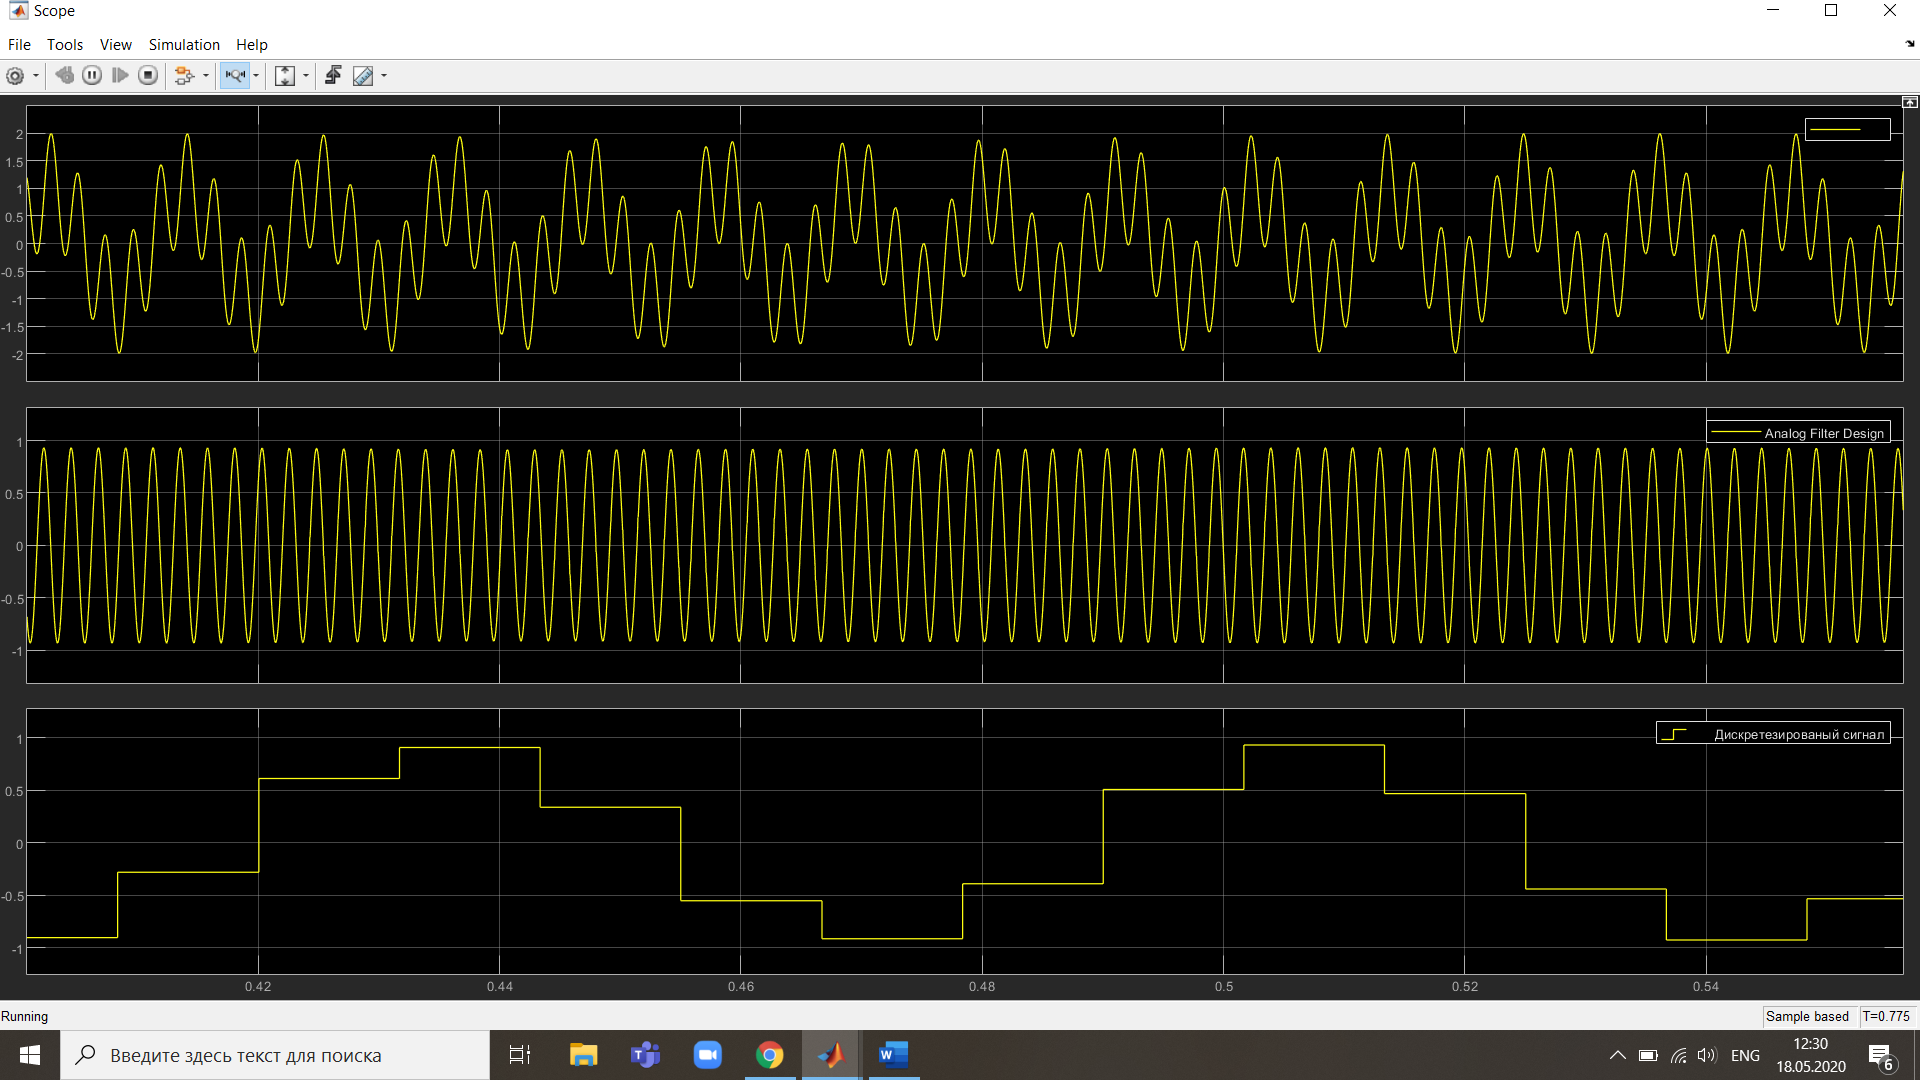 Scope
File Tools View Simulation Help
2
1.5
1
0.5
0
-0.5
-1
-1.5
-2
Analog Filter Design
1
0.5
0
-0.5
-1
Дискретезированый сигнал
1
0.5
0
-0.5
-1
0.42 0.44 0.46 0.48 0.5 0.52 0.54
Running Sample based T=0.775
Введите здесь текст для поиска
ENG
12:30
18.05.2020
6